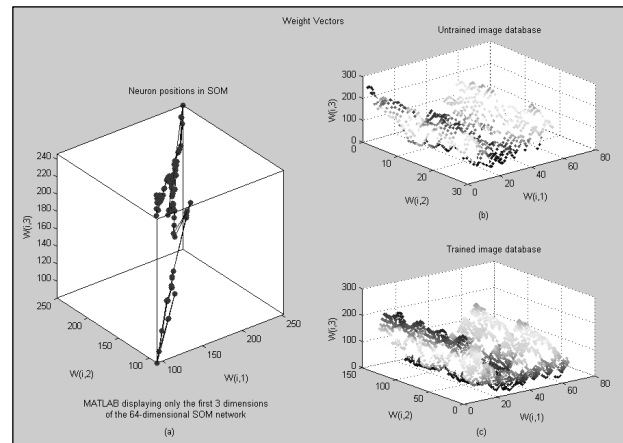 Weight Vectors
Neuron positions in SOM
W(i,3)
240
220
200
180
160
140
120
100
80
250
200
150
100
W(i,2)
100
150
200
250
W(i,1)
MATLAB displaying only the first 3 dimensions
of the 64-dimensional SOM network
(a)
Untrained image database
W(i,3)
300
200
100
0
0
10
20
30
W(i,2)
0
20
40
60
80
W(i,1)
(b)
Trained image database
W(i,3)
300
200
100
0
150
100
50
0
W(i,2)
0
20
40
60
80
W(i,1)
(c)